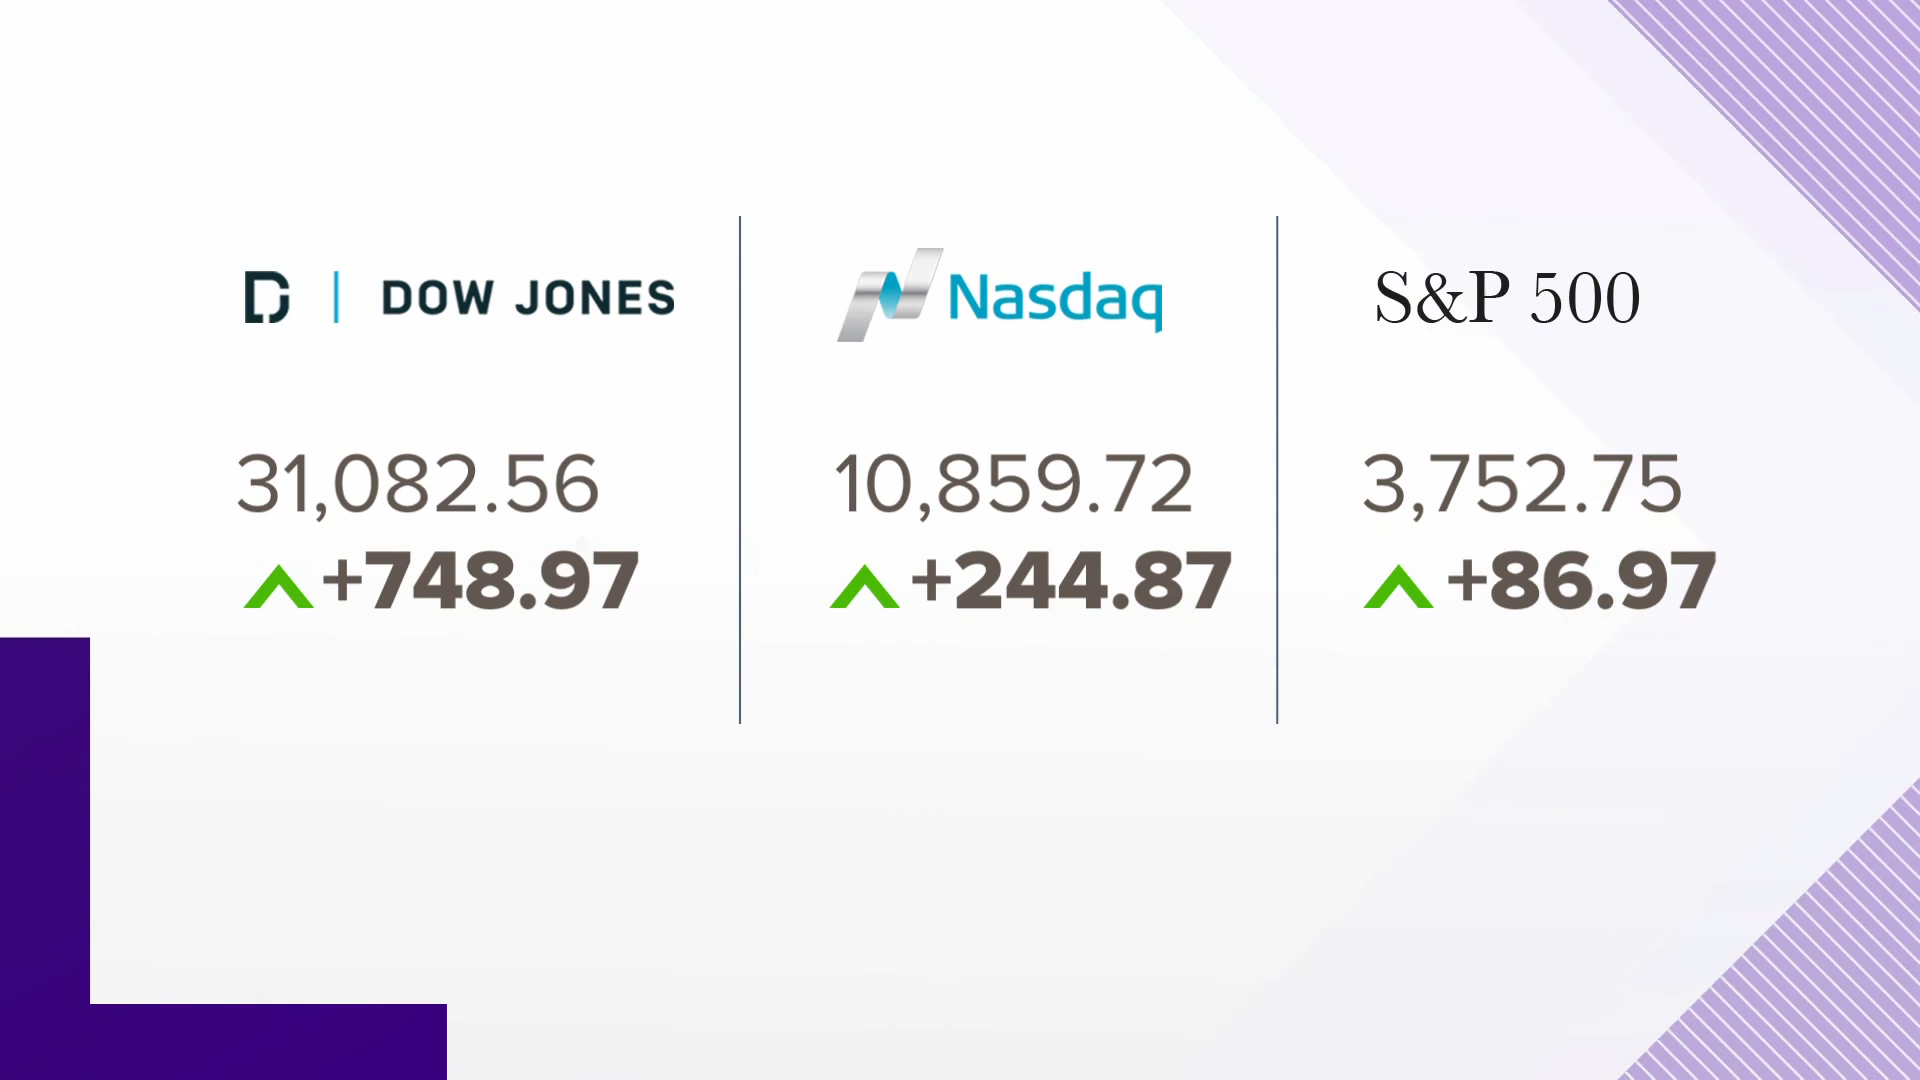 DOW JONES
31,082.56
+748.97
Nasdaq
10,859.72
+244.87
S&P 500
3,752.75
+86.97